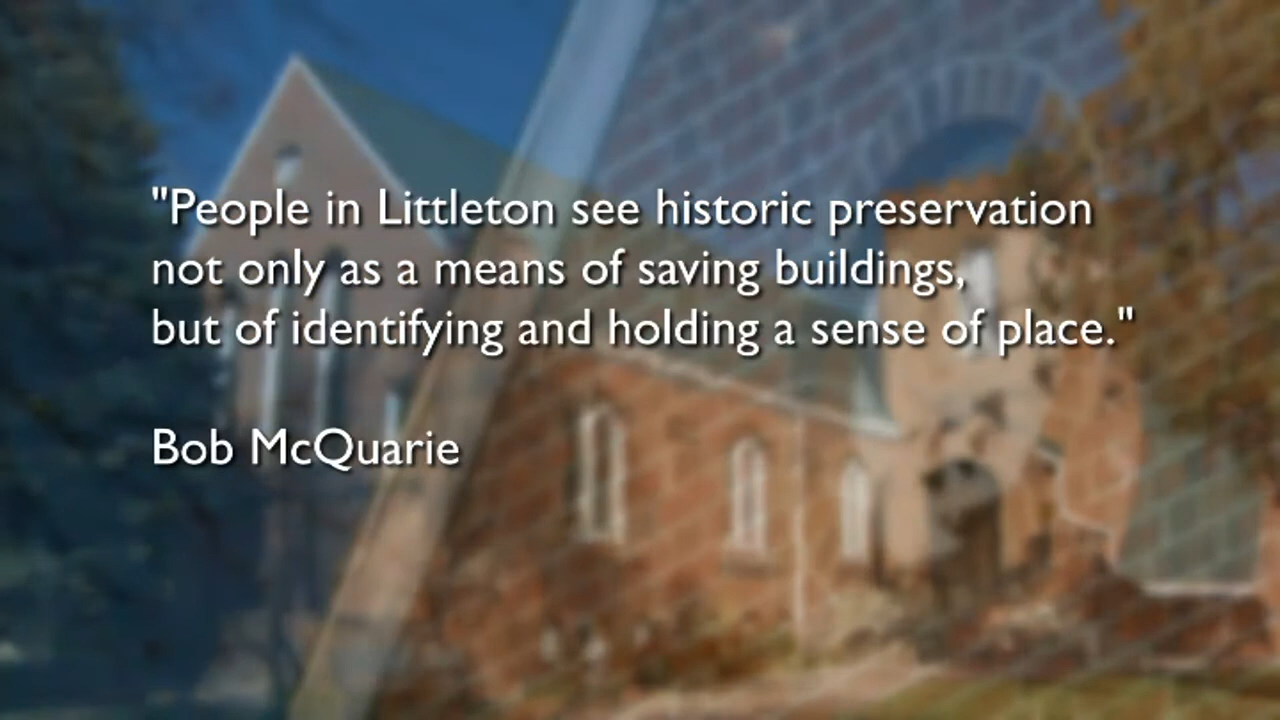 "People in Littleton see historic preservation
not only as a means of saving buildings,
but of identifying and holding a sense of place."
Bob McQuarie